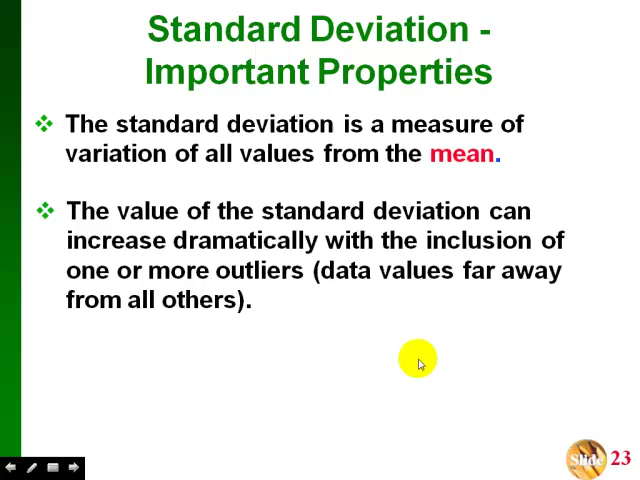 Standard Deviation -
Important Properties
The standard deviation is a measure of
variation of all values from the mean.
The value of the standard deviation can
increase dramatically with the inclusion of
one or more outliers (data values far away
from all others).
Slide 23